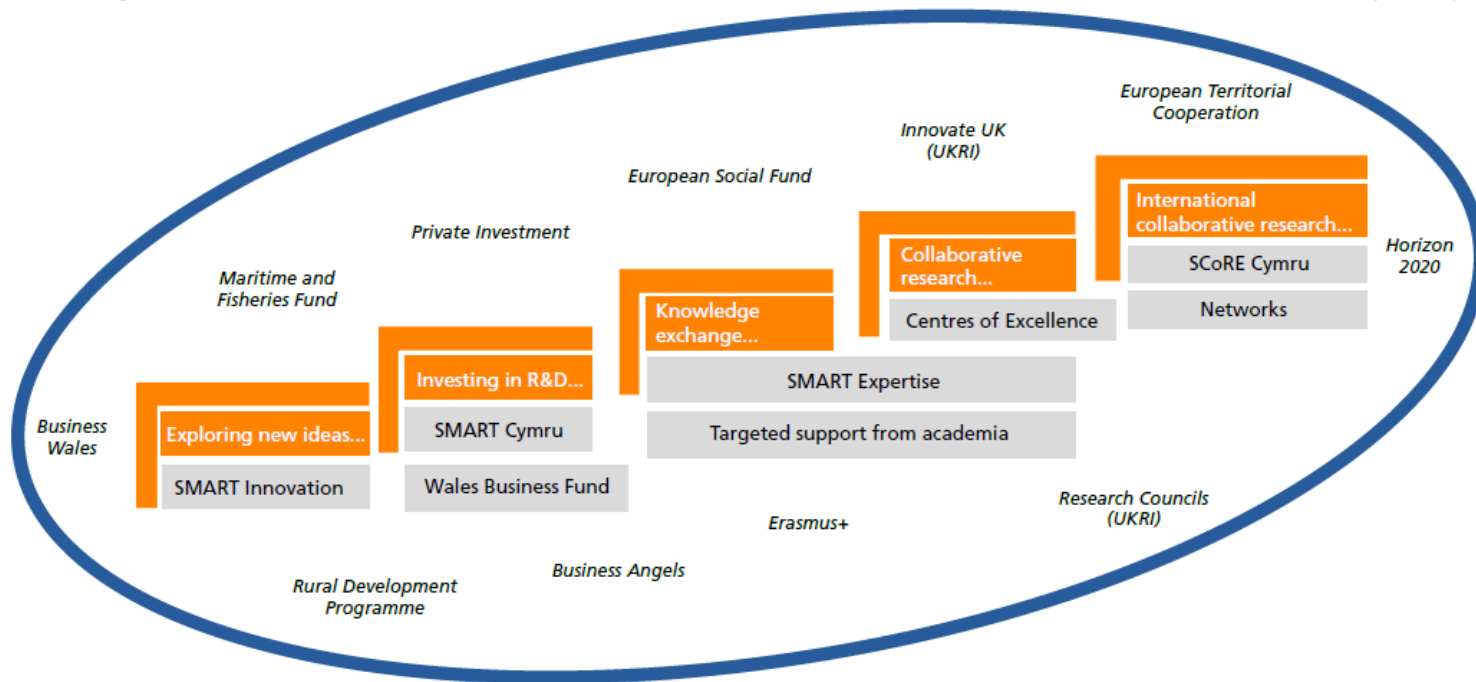 European Territorial
Cooperation
Innovate UK
(UKRI)
European Social Fund
International
collaborative research...
Private Investment
Horizon
2020
Collaborative
research...
SCoRE Cymru
Maritime and
Fisheries Fund
Networks
Knowledge
exchange...
Centres of Excellence
Investing in R&D...
SMART Expertise
Business
Wales
Exploring new ideas...
SMART Cymru
Targeted support from academia
SMART Innovation
Wales Business Fund
Research Councils
(UKRI)
Erasmus+
Business Angels
Rural Development
Programme